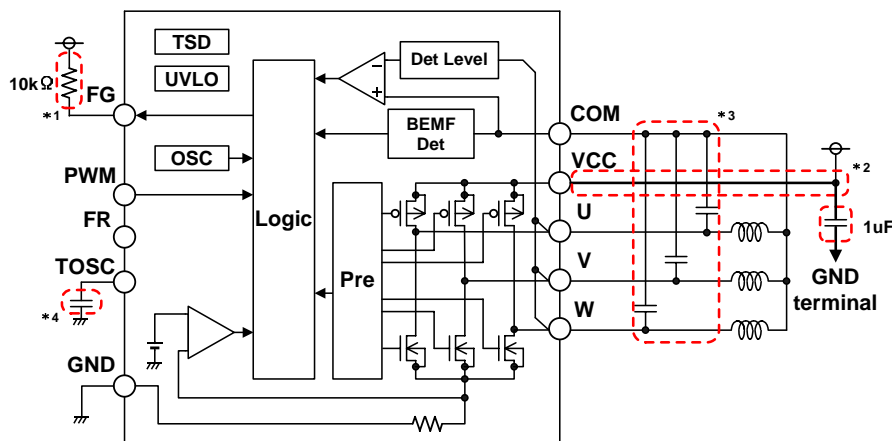 TSD
UVLO
10kΩ
FG
*1
OSC
PWM
FR
TOSC
*4
GND
Logic
Pre
Det Level
−
+
BEMF
Det
COM
*3
VCC
*2
U
1uF
V
GND
terminal
W